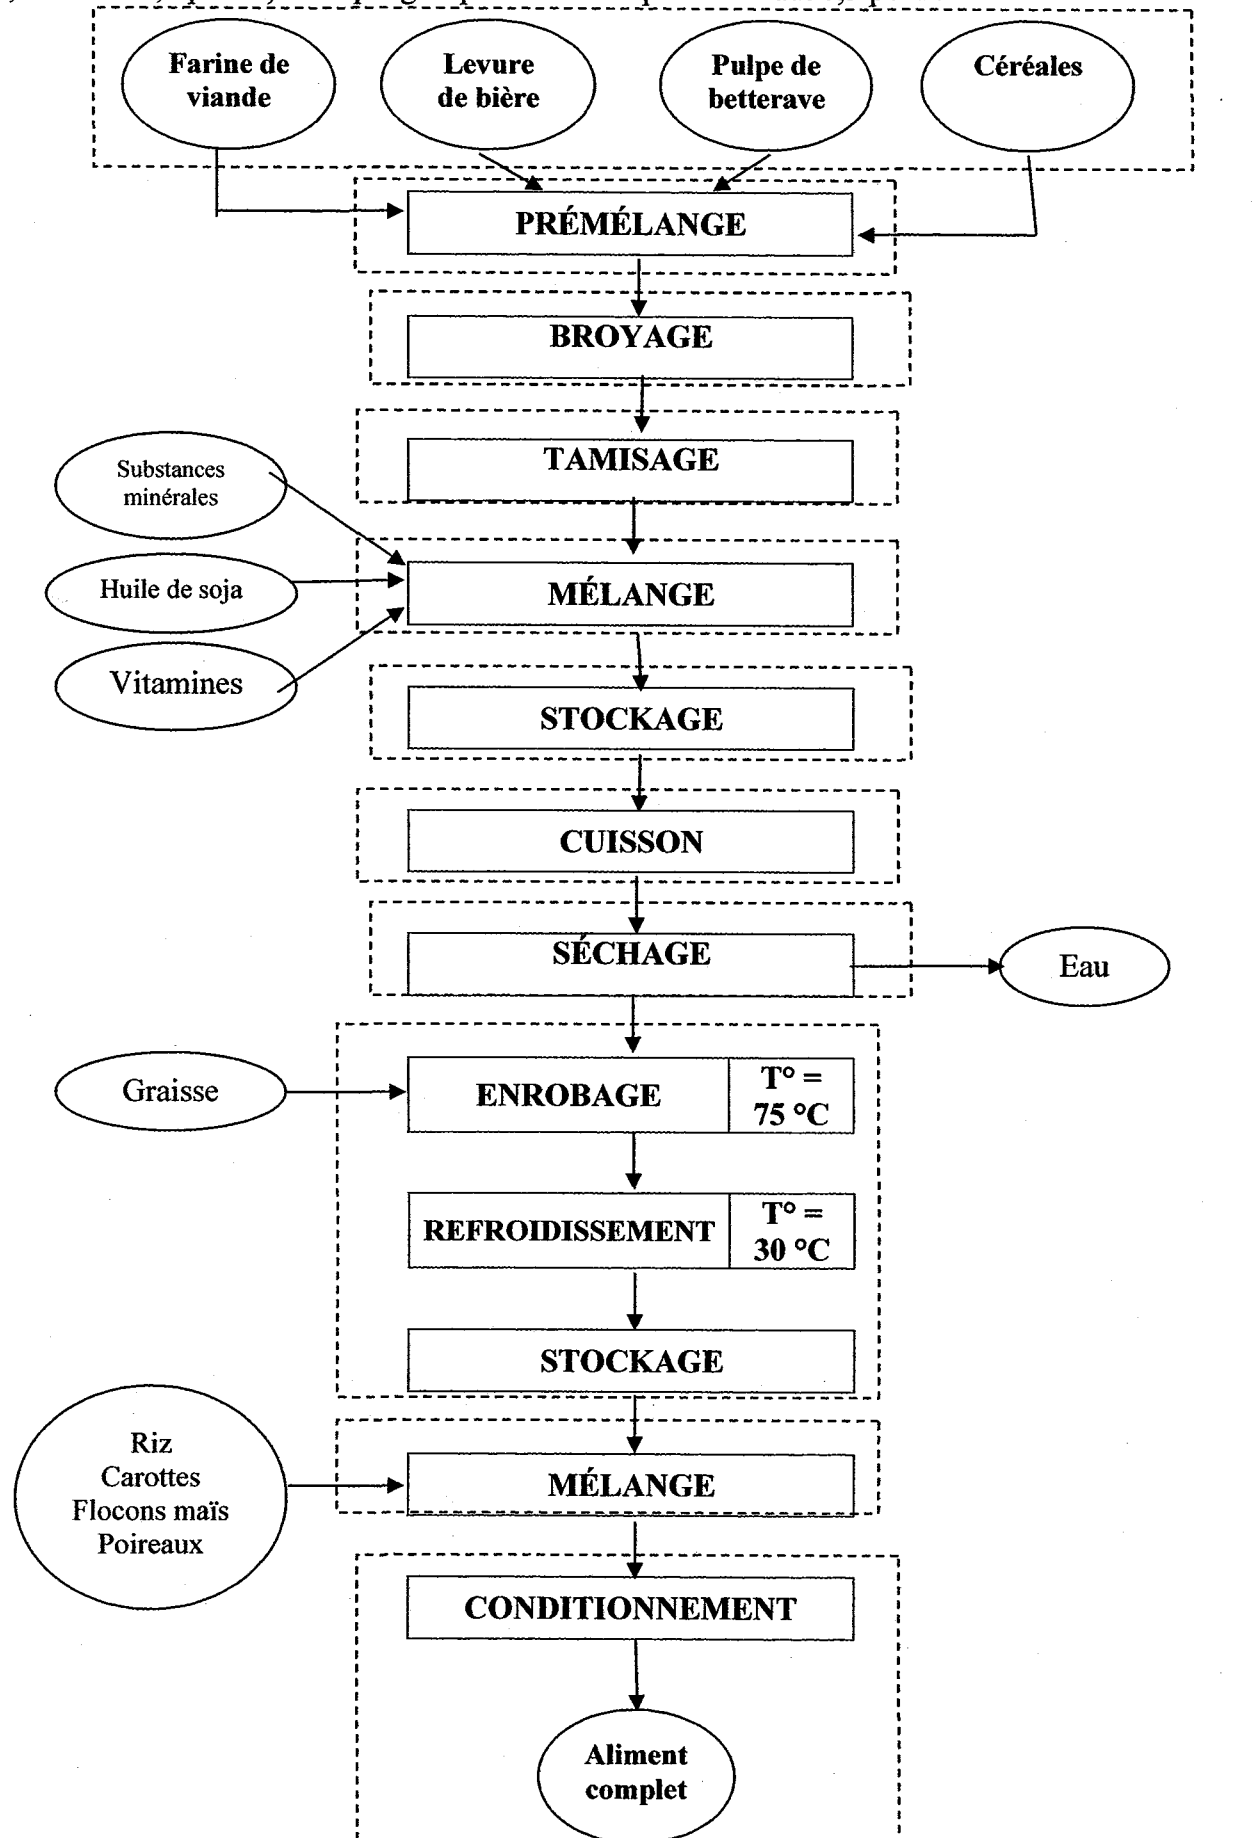 Farine de
viande
Levure
de bière
Pulpe de
betterave
Céréales
PRÉMÉLANGE
BROYAGE
TAMISAGE
Substances
minérales
Huile de soja
Vitamines
MÉLANGE
STOCKAGE
CUISSON
SÉCHAGE
Eau
Graisse
ENROBAGE
T° =
75 °C
REFROIDISSEMENT
T° =
30 °C
STOCKAGE
Riz
Carottes
Flocons maïs
Poireaux
MÉLANGE
CONDITIONNEMENT
Aliment
complet